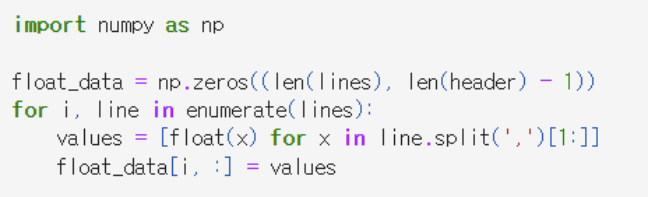 import numpy as np

float_data = np.zeros((len(lines), len(header) - 1))
for i, line in enumerate(lines):
    values = [float(x) for x in line.split(',')[1:]]
    float_data[i, :] = values